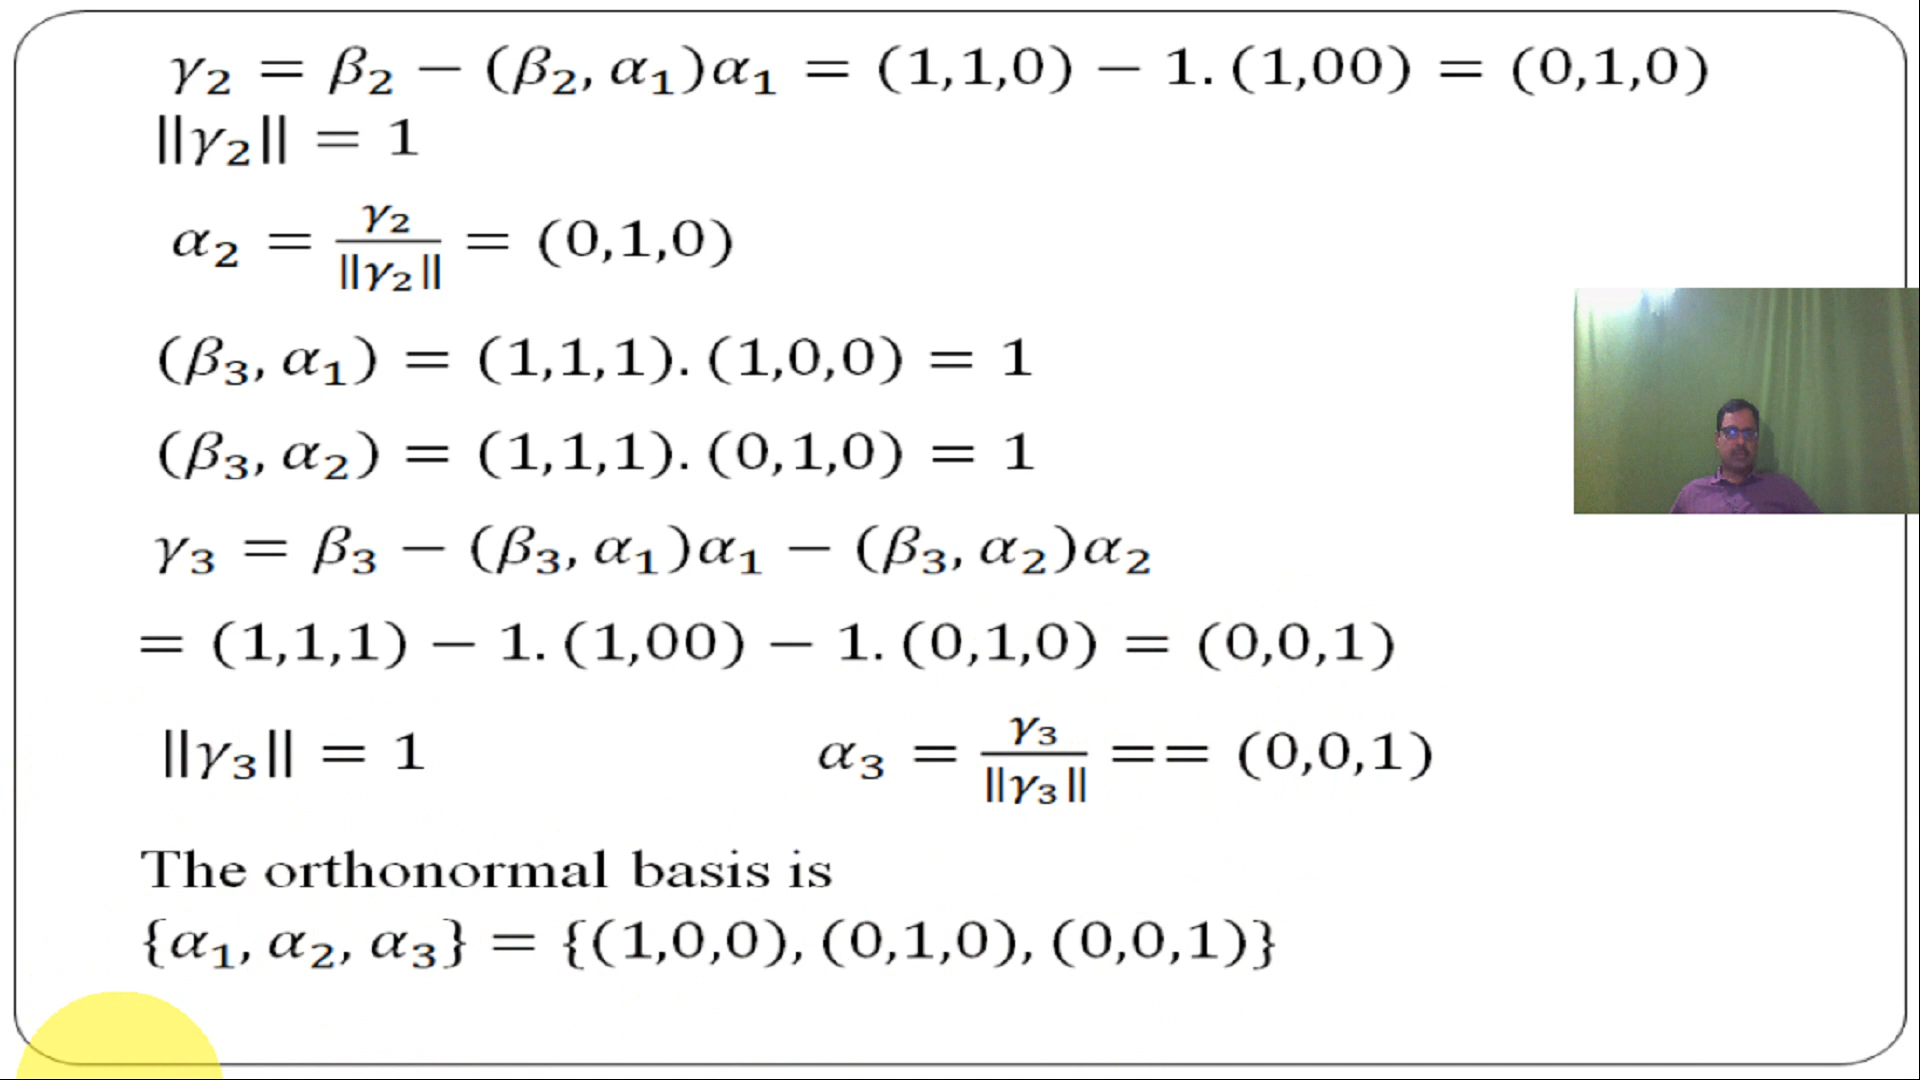 γ₂ = β₂ − (β₂, α₁)α₁ = (1,1,0) − 1. (1,00) = (0,1,0)
||γ₂|| = 1
α₂ = γ₂/||γ₂|| = (0,1,0)
(β₃, α₁) = (1,1,1). (1,0,0) = 1
(β₃, α₂) = (1,1,1). (0,1,0) = 1
γ₃ = β₃ − (β₃, α₁)α₁ − (β₃, α₂)α₂
= (1,1,1) − 1. (1,00) − 1. (0,1,0) = (0,0,1)
||γ₃|| = 1 α₃ = γ₃/||γ₃|| == (0,0,1)
The orthonormal basis is
{α₁, α₂, α₃} = {(1,0,0), (0,1,0), (0,0,1)}